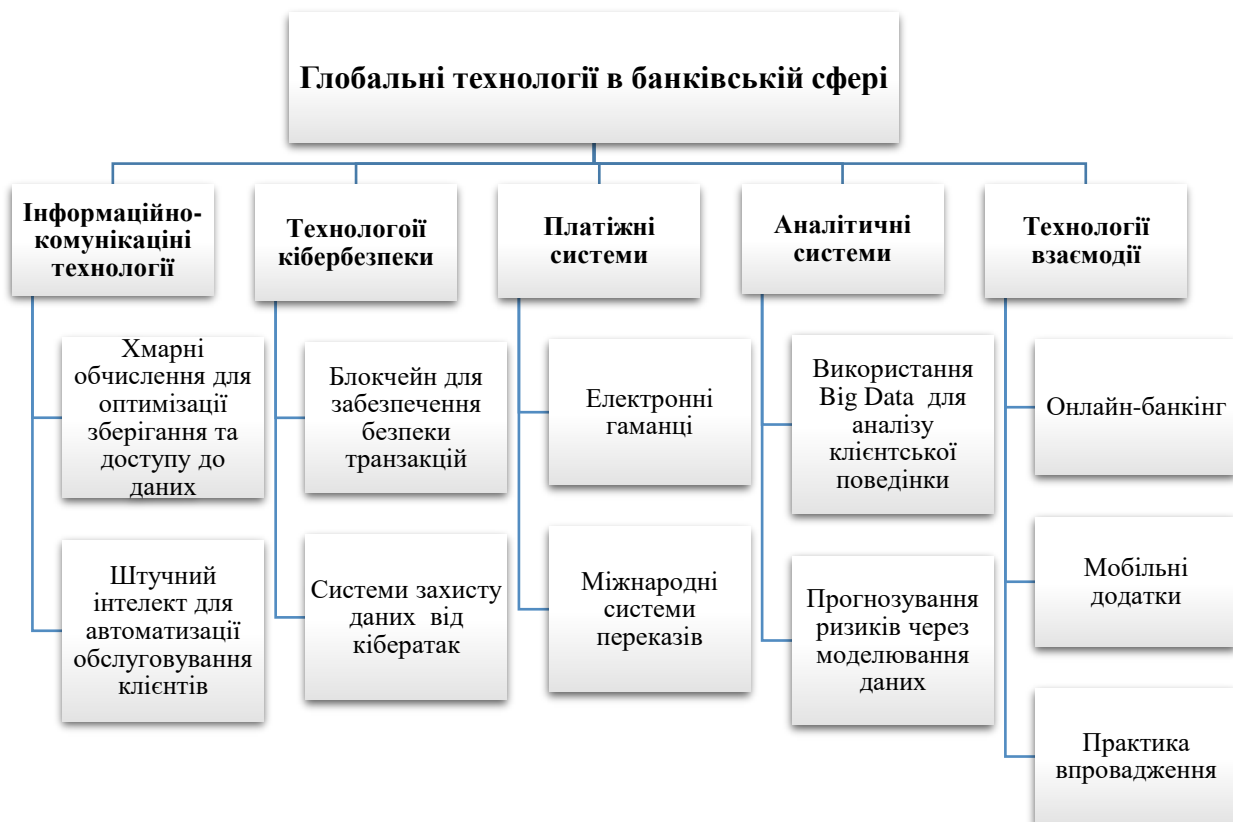 Глобальні технології в банківській сфері
Інформаційно-
комунікаціні
технології
Технологоії
кібербезпеки
Платіжні
системи
Аналітичні
системи
Технології
взаємодії
Хмарні
обчислення для
оптимізації
зберігання та
доступу до
даних
Блокчейн для
забезпечення
безпеки
транзакцій
Електронні
гаманці
Використання
Big Data для
аналізу
клієнтської
поведінки
Онлайн-банкінг
Штучний
інтелект для
автоматизації
обслуговування
клієнтів
Системи захисту
даних від
кібератак
Міжнародні
системи
переказів
Прогнозування
ризиків через
моделювання
даних
Мобільні
додатки
Практика
впровадження